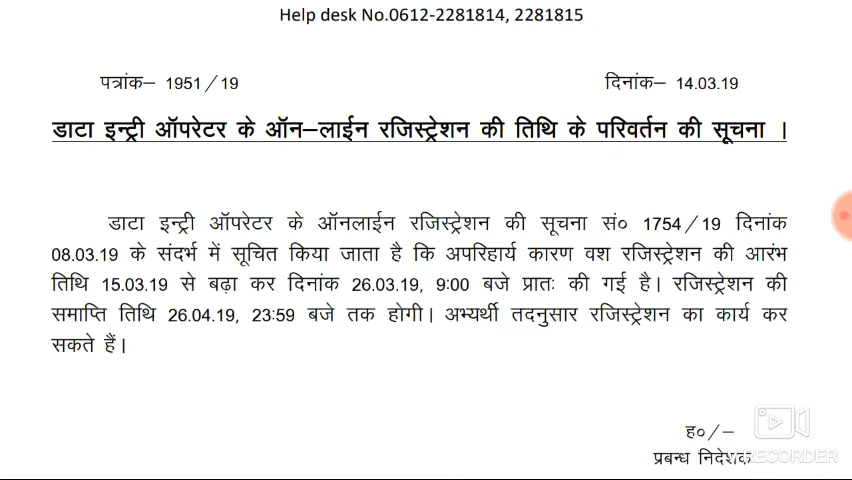 Help desk No.0612-2281814, 2281815
पत्रांक– 1951/19 दिनांक– 14.03.19
डाटा इन्ट्री ऑपरेटर के ऑन–लाईन रजिस्ट्रेशन की तिथि के परिवर्तन की सूचना ।
डाटा इन्ट्री ऑपरेटर के ऑनलाईन रजिस्ट्रेशन की सूचना सं० 1754/19 दिनांक
08.03.19 के संदर्भ में सूचित किया जाता है कि अपरिहार्य कारण वश रजिस्ट्रेशन की आरंभ
तिथि 15.03.19 से बढ़ा कर दिनांक 26.03.19, 9:00 बजे प्रातः की गई है। रजिस्ट्रेशन की
समाप्ति तिथि 26.04.19, 23:59 बजे तक होगी। अभ्यर्थी तदनुसार रजिस्ट्रेशन का कार्य कर
सकते हैं।
ह०/–
प्रबन्ध निदेशक
V RECORDER